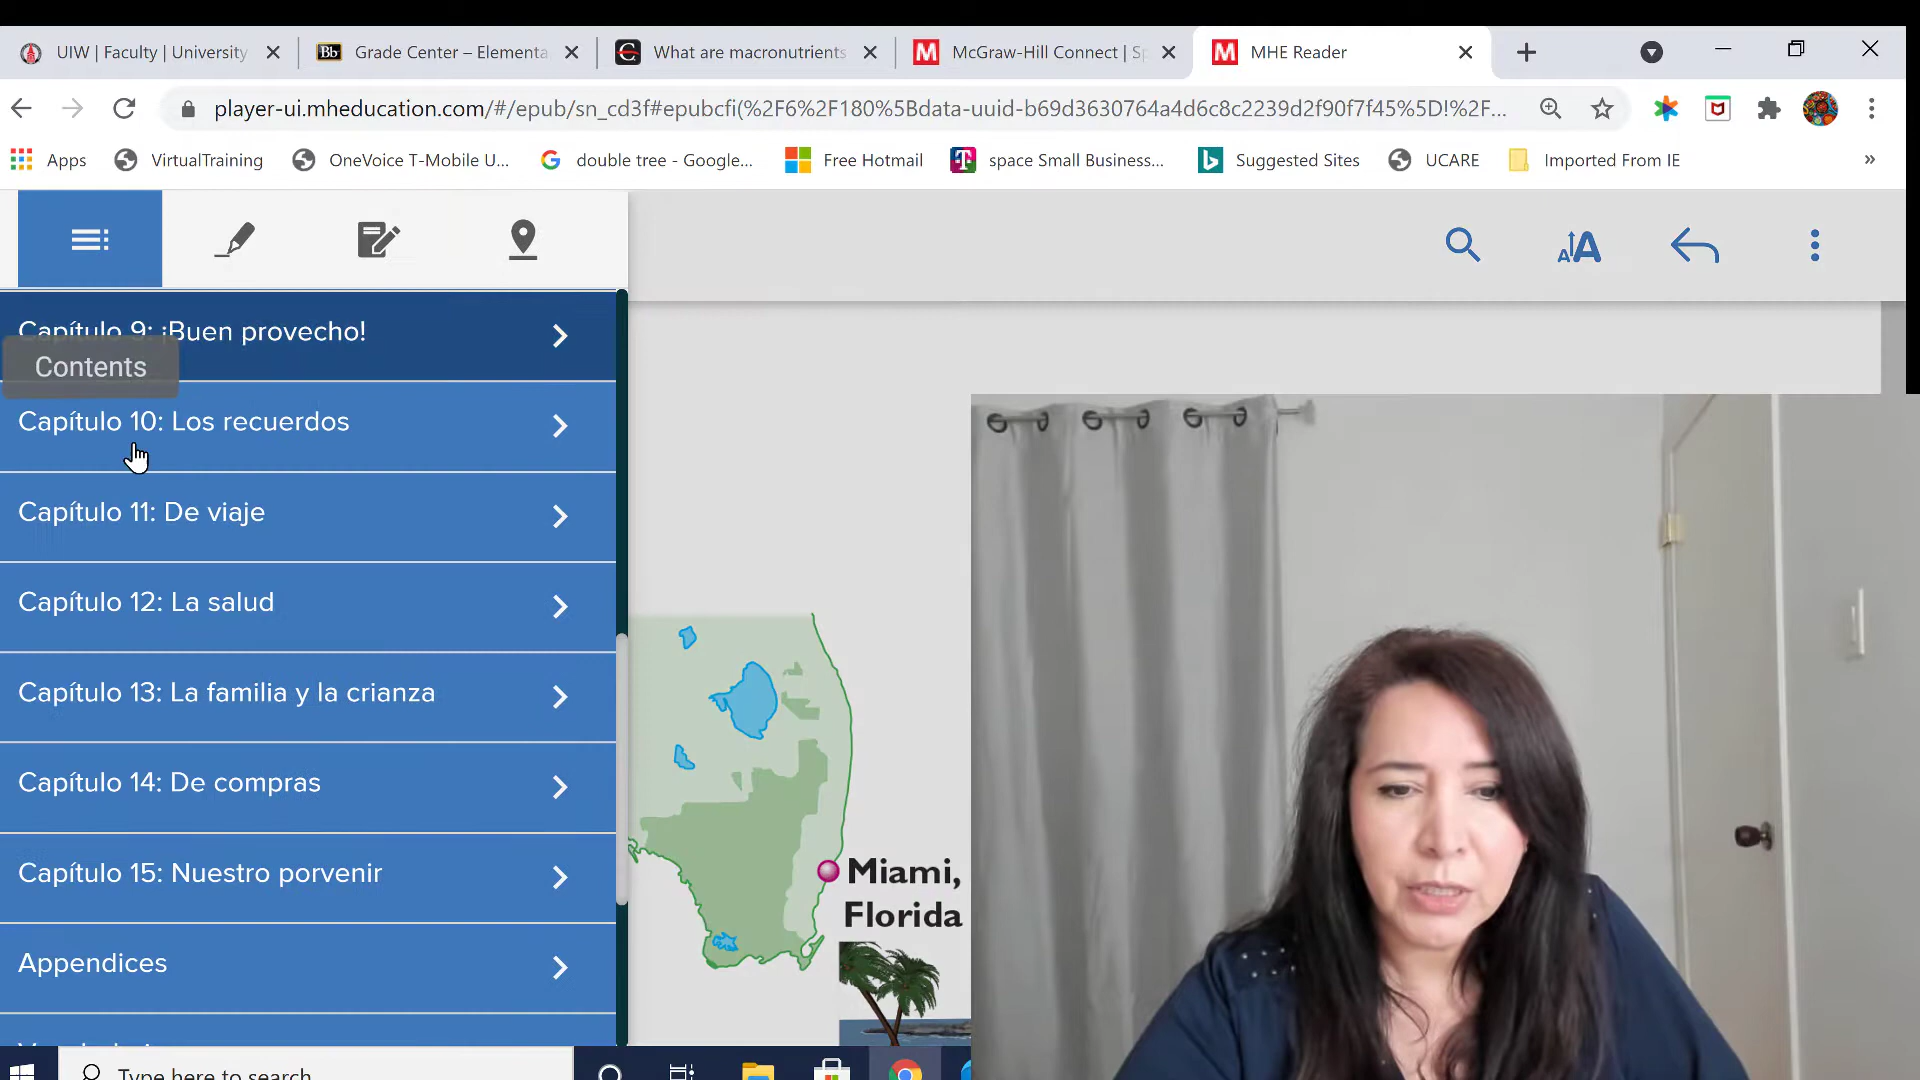 UIW | Faculty | University
Bb Grade Center – Elementa
What are macronutrients
McGraw-Hill Connect | Sp
MHE Reader
player-ui.mheducation.com/#/epub/sn_cd3f#epubcfi(%2F6%2F180%5Bdata-uuid-b69d3630764a4d6c8c2239d2f90f7f45%5D!%2F...
Apps
VirtualTraining
OneVoice T-Mobile U...
double tree - Google...
Free Hotmail
space Small Business...
Suggested Sites
UCARE
Imported From IE
»
AA
Capítulo 9: ¡Buen provecho!
Contents
Capítulo 10: Los recuerdos
Capítulo 11: De viaje
Capítulo 12: La salud
Capítulo 13: La familia y la crianza
Capítulo 14: De compras
Capítulo 15: Nuestro porvenir
Appendices
Miami,
Florida
Type here to search